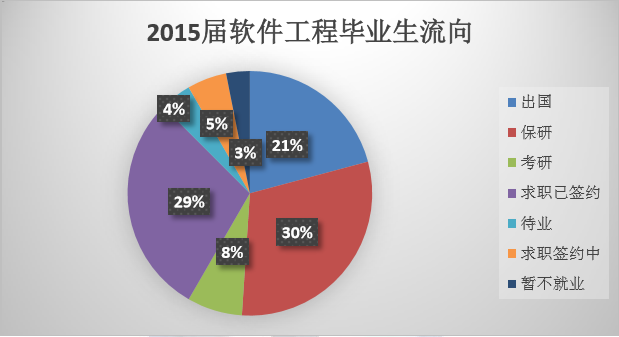 2015届软件工程毕业生流向
4%
5%
3%
21%
29%
30%
8%
出国
保研
考研
求职已签约
待业
求职签约中
暂不就业